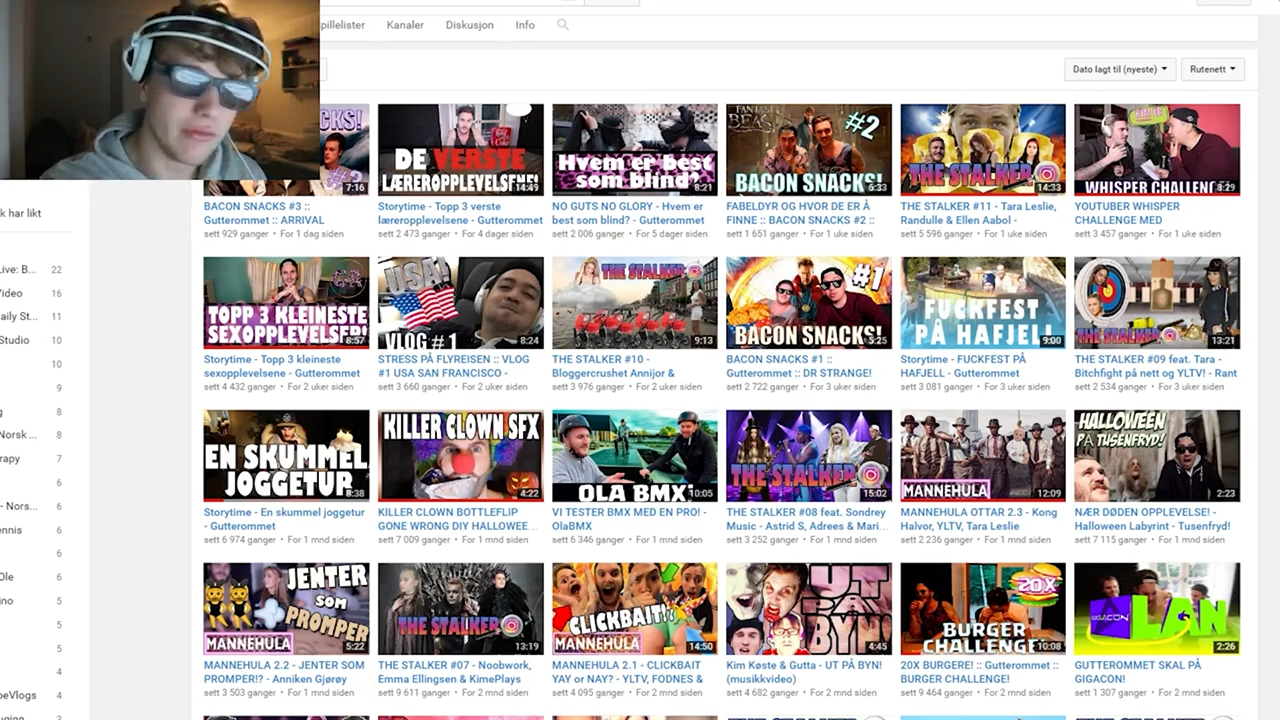 pillelister Kanaler Diskusjon Info
Dato lagt til (nyeste) Rutenett
k har likt
Live: B... 22
Video 16
aily St... 11
Studio 10
10
9
8
Norsk ... 8
rapy 7
6
- Nors... 6
ennis 6
6
Ole 6
ino 5
5
5
4
oeVlogs 4
CKS!
7:16
BACON SNACKS #3 ::
Gutterommet :: ARRIVAL
sett 929 ganger • For 1 dag siden
DE VERSTE
LÆREROPPLEVELSENE!
14:49
Storytime - Topp 3 verste
læreropplevelsene - Gutterommet
sett 2 473 ganger • For 4 dager siden
Hvem er best
som blind?
8:21
NO GUTS NO GLORY - Hvem er
best som blind? - Gutterommet
sett 2 006 ganger • For 5 dager siden
#2
BACON SNACKS!
6:33
FABELDYR OG HVOR DE ER Å
FINNE :: BACON SNACKS #2 ::
sett 1 651 ganger • For 1 uke siden
THE STALKER
14:33
THE STALKER #11 - Tara Leslie,
Randulle & Ellen Aabol -
sett 5 596 ganger • For 1 uke siden
WHISPER CHALLENG
8:29
YOUTUBER WHISPER
CHALLENGE MED
sett 3 457 ganger • For 1 uke siden
TOPP 3 KLEINESTE
SEXOPPLEVELSER!
8:57
Storytime - Topp 3 kleineste
sexopplevelsene - Gutterommet
sett 4 432 ganger • For 2 uker siden
USA!
VLOG #1
8:24
STRESS PÅ FLYREISEN :: VLOG
#1 USA SAN FRANCISCO -
sett 3 660 ganger • For 2 uker siden
THE STALKER
9:13
THE STALKER #10 -
Bloggercrushet Annijor &
sett 3 976 ganger • For 2 uker siden
#1
BACON SNACKS!
5:25
BACON SNACKS #1 ::
Gutterommet :: DR STRANGE!
sett 2 722 ganger • For 3 uker siden
FUCKFEST
PÅ HAFJELL
9:00
Storytime - FUCKFEST PÅ
HAFJELL - Gutterommet
sett 3 081 ganger • For 3 uker siden
THE STALKER
13:21
THE STALKER #09 feat. Tara -
Bitchfight på nett og YLTV! - Rant
sett 2 534 ganger • For 3 uker siden
EN SKUMMEL
JOGGETUR
8:38
Storytime - En skummel joggetur
- Gutterommet
sett 6 974 ganger • For 1 mnd siden
KILLER CLOWN SFX
4:22
KILLER CLOWN BOTTLEFLIP
GONE WRONG DIY HALLOWEE...
sett 7 009 ganger • For 1 mnd siden
OLA BMX!
10:05
VI TESTER BMX MED EN PRO! -
OlaBMX
sett 6 346 ganger • For 1 mnd siden
THE STALKER
15:02
THE STALKER #08 feat. Sondrey
Music - Astrid S, Adrees & Mari...
sett 3 252 ganger • For 1 mnd siden
MANNEHULA
12:09
MANNEHULA OTTAR 2.3 - Kong
Halvor, YLTV, Tara Leslie
sett 2 236 ganger • For 1 mnd siden
HALLOWEEN
PÅ TUSENFRYD!
2:23
NÆR DØDEN OPPLEVELSE! -
Halloween Labyrint - Tusenfryd!
sett 7 115 ganger • For 1 mnd siden
JENTER
SOM
PROMPER
MANNEHULA
5:22
MANNEHULA 2.2 - JENTER SOM
PROMPER!? - Anniken Gjørøy
sett 3 503 ganger • For 1 mnd siden
THE STALKER
13:19
THE STALKER #07 - Noobwork,
Emma Ellingsen & KimePlays
sett 9 611 ganger • For 2 mnd siden
CLICKBAIT!?
MANNEHULA
14:50
MANNEHULA 2.1 - CLICKBAIT
YAY or NAY? - YLTV, FODNES &
sett 4 095 ganger • For 2 mnd siden
UT
PÅ
BYN!
4:45
Kim Køste & Gutta - UT PÅ BYN!
(musikkvideo)
sett 4 682 ganger • For 2 mnd siden
20X
BURGER
CHALLENGE!
10:08
20X BURGERE! :: Gutterommet ::
BURGER CHALLENGE!
sett 9 464 ganger • For 2 mnd siden
GIGACON
LAN
2:26
GUTTEROMMET SKAL PÅ
GIGACON!
sett 1 307 ganger • For 2 mnd siden